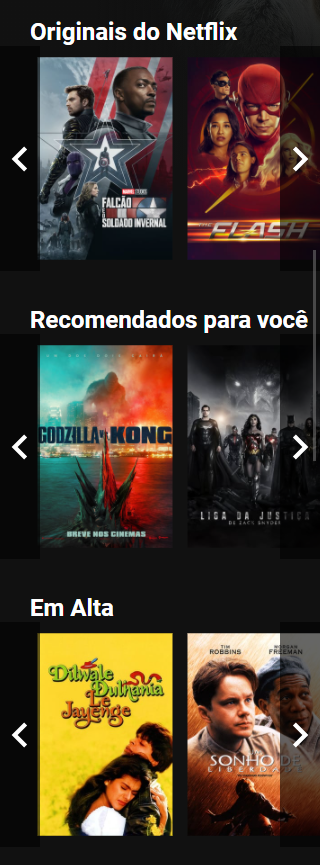 Originais do Netflix
MARVEL STUDIOS
FALCÃO
E O
SOLDADO INVERNAL
THE FLASH
Recomendados para você
GODZILLA VS KONG
BREVE NOS CINEMAS
LIGA DA JUSTIÇA
DE ZACK SNYDER
Em Alta
Dilwale
Dulhania
Le
Jayenge
TIM
ROBBINS
MORGAN
FREEMAN
SONHO DE
LIBERDADE